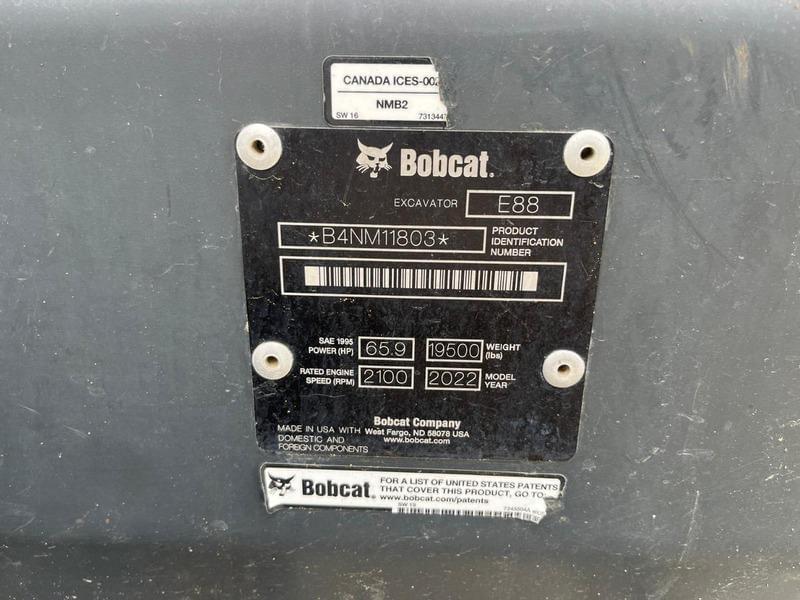 CANADA ICES-002
NMB2
SW 16 7313447
Bobcat.
EXCAVATOR E88
*B4NM11803* PRODUCT
IDENTIFICATION
NUMBER
SAE 1995
POWER (HP) 65.9 19500 WEIGHT
(lbs)
RATED ENGINE
SPEED (RPM) 2100 2022 MODEL
YEAR
Bobcat Company
West Fargo, ND 58078 USA
www.bobcat.com
MADE IN USA WITH
DOMESTIC AND
FOREIGN COMPONENTS
Bobcat.
FOR A LIST OF UNITED STATES PATENTS
THAT COVER THIS PRODUCT, GO TO:
www.bobcat.com/patents